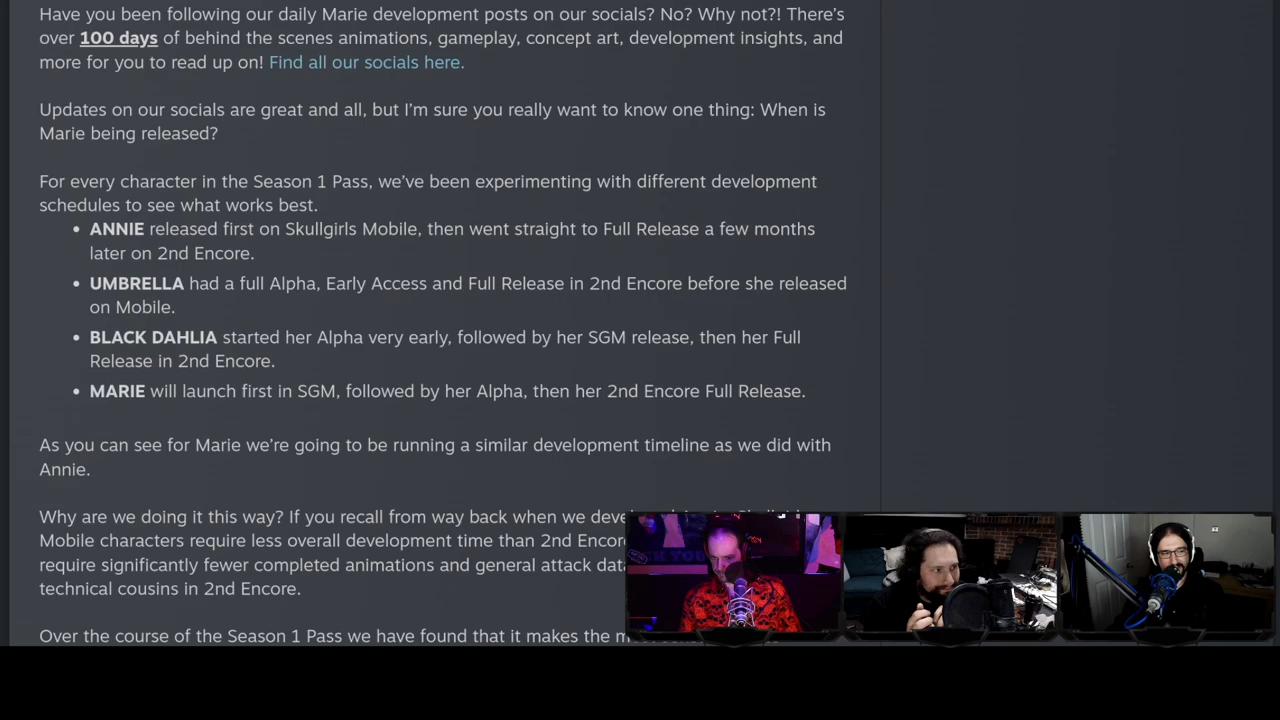 Have you been following our daily Marie development posts on our socials? No? Why not?! There's
over 100 days of behind the scenes animations, gameplay, concept art, development insights, and
more for you to read up on! Find all our socials here.
Updates on our socials are great and all, but I'm sure you really want to know one thing: When is
Marie being released?
For every character in the Season 1 Pass, we've been experimenting with different development
schedules to see what works best.
• ANNIE released first on Skullgirls Mobile, then went straight to Full Release a few months
later on 2nd Encore.
• UMBRELLA had a full Alpha, Early Access and Full Release in 2nd Encore before she released
on Mobile.
• BLACK DAHLIA started her Alpha very early, followed by her SGM release, then her Full
Release in 2nd Encore.
• MARIE will launch first in SGM, followed by her Alpha, then her 2nd Encore Full Release.
As you can see for Marie we're going to be running a similar development timeline as we did with
Annie.
Why are we doing it this way? If you recall from way back when we
Mobile characters require less overall development time than 2nd Encore
require significantly fewer completed animations and general attack data
technical cousins in 2nd Encore.
Over the course of the Season 1 Pass we have found that it makes the